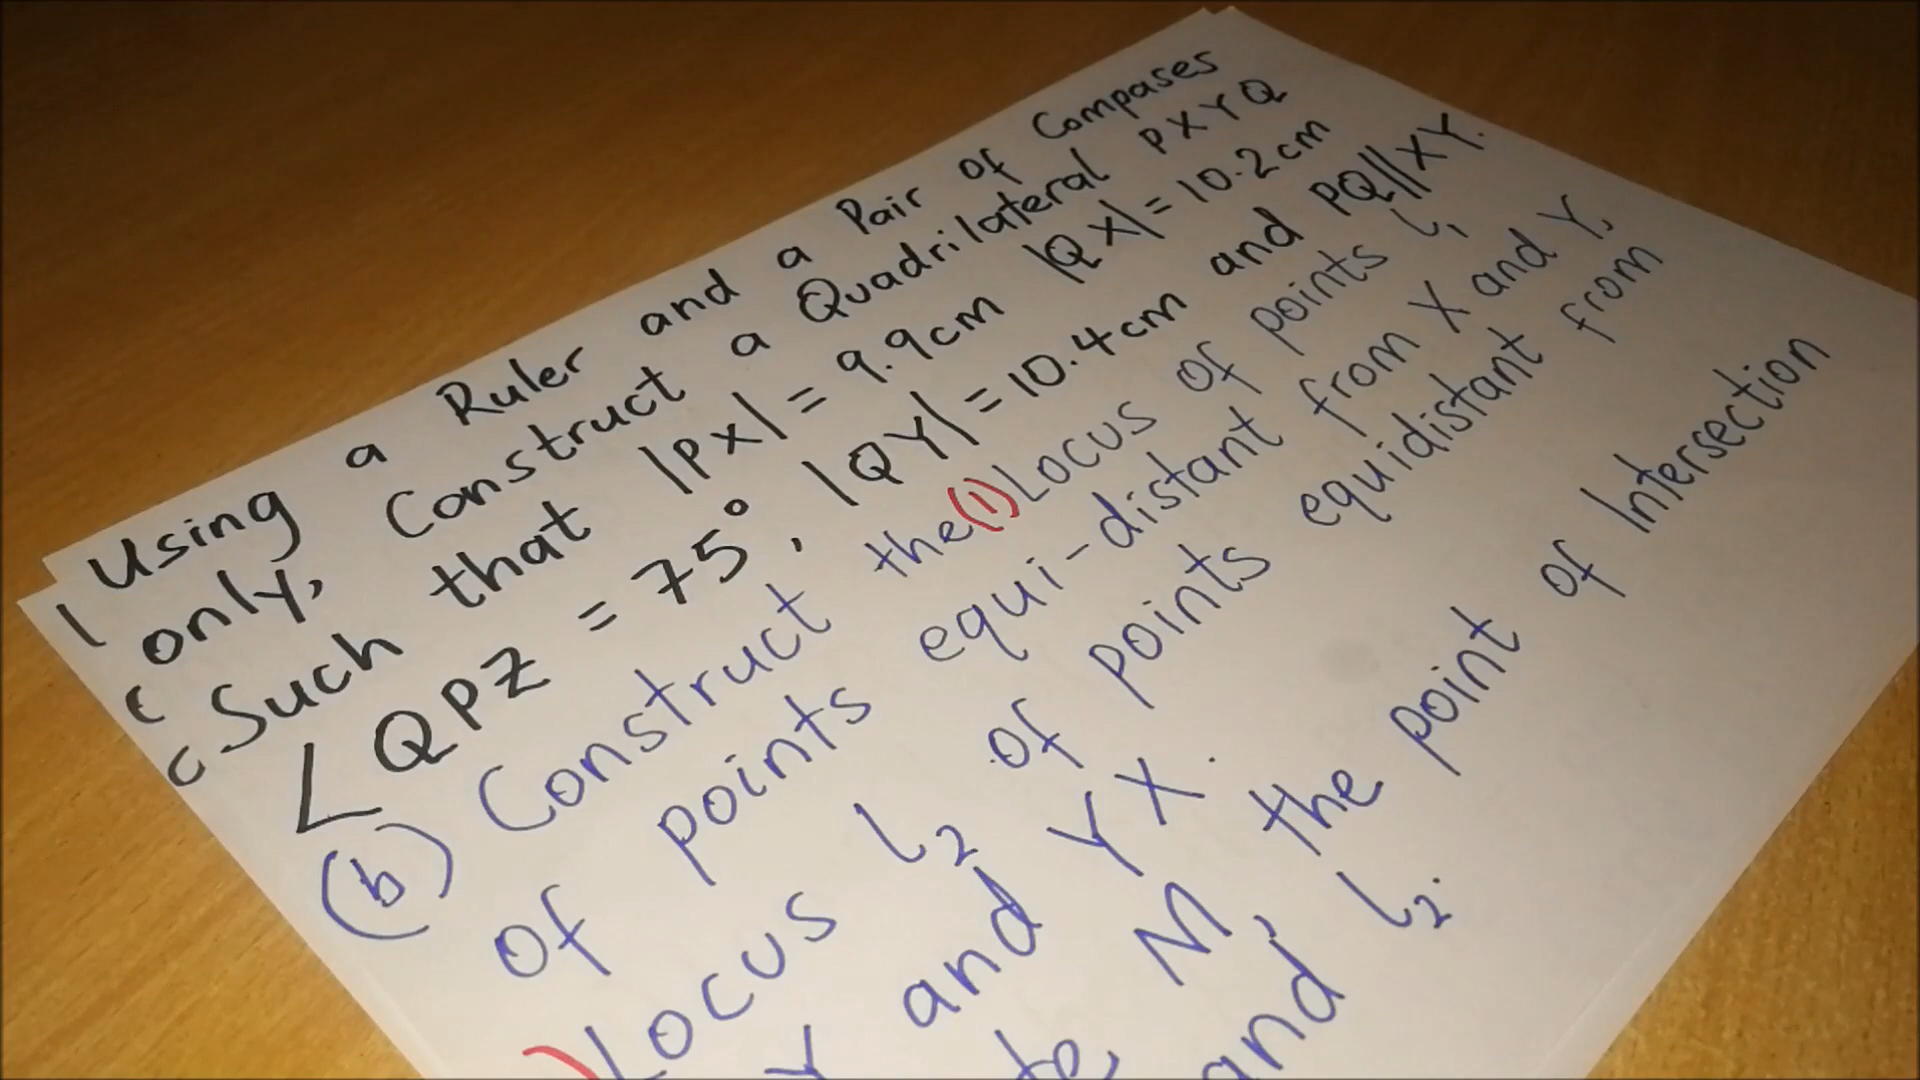 Using a Ruler and a Pair of Compases
only, Construct a Quadrilateral PXYQ
Such that |PX| = 9.9cm |QX| = 10.2cm
∠QPZ = 75°, |QY| = 10.4cm and PQ||XY.
(b) Construct the (1) Locus of points l₁
of points equi-distant from X and Y,
Locus l₂ of points equidistant from
Y and YX.
te M, the point of Intersection
and l₂.